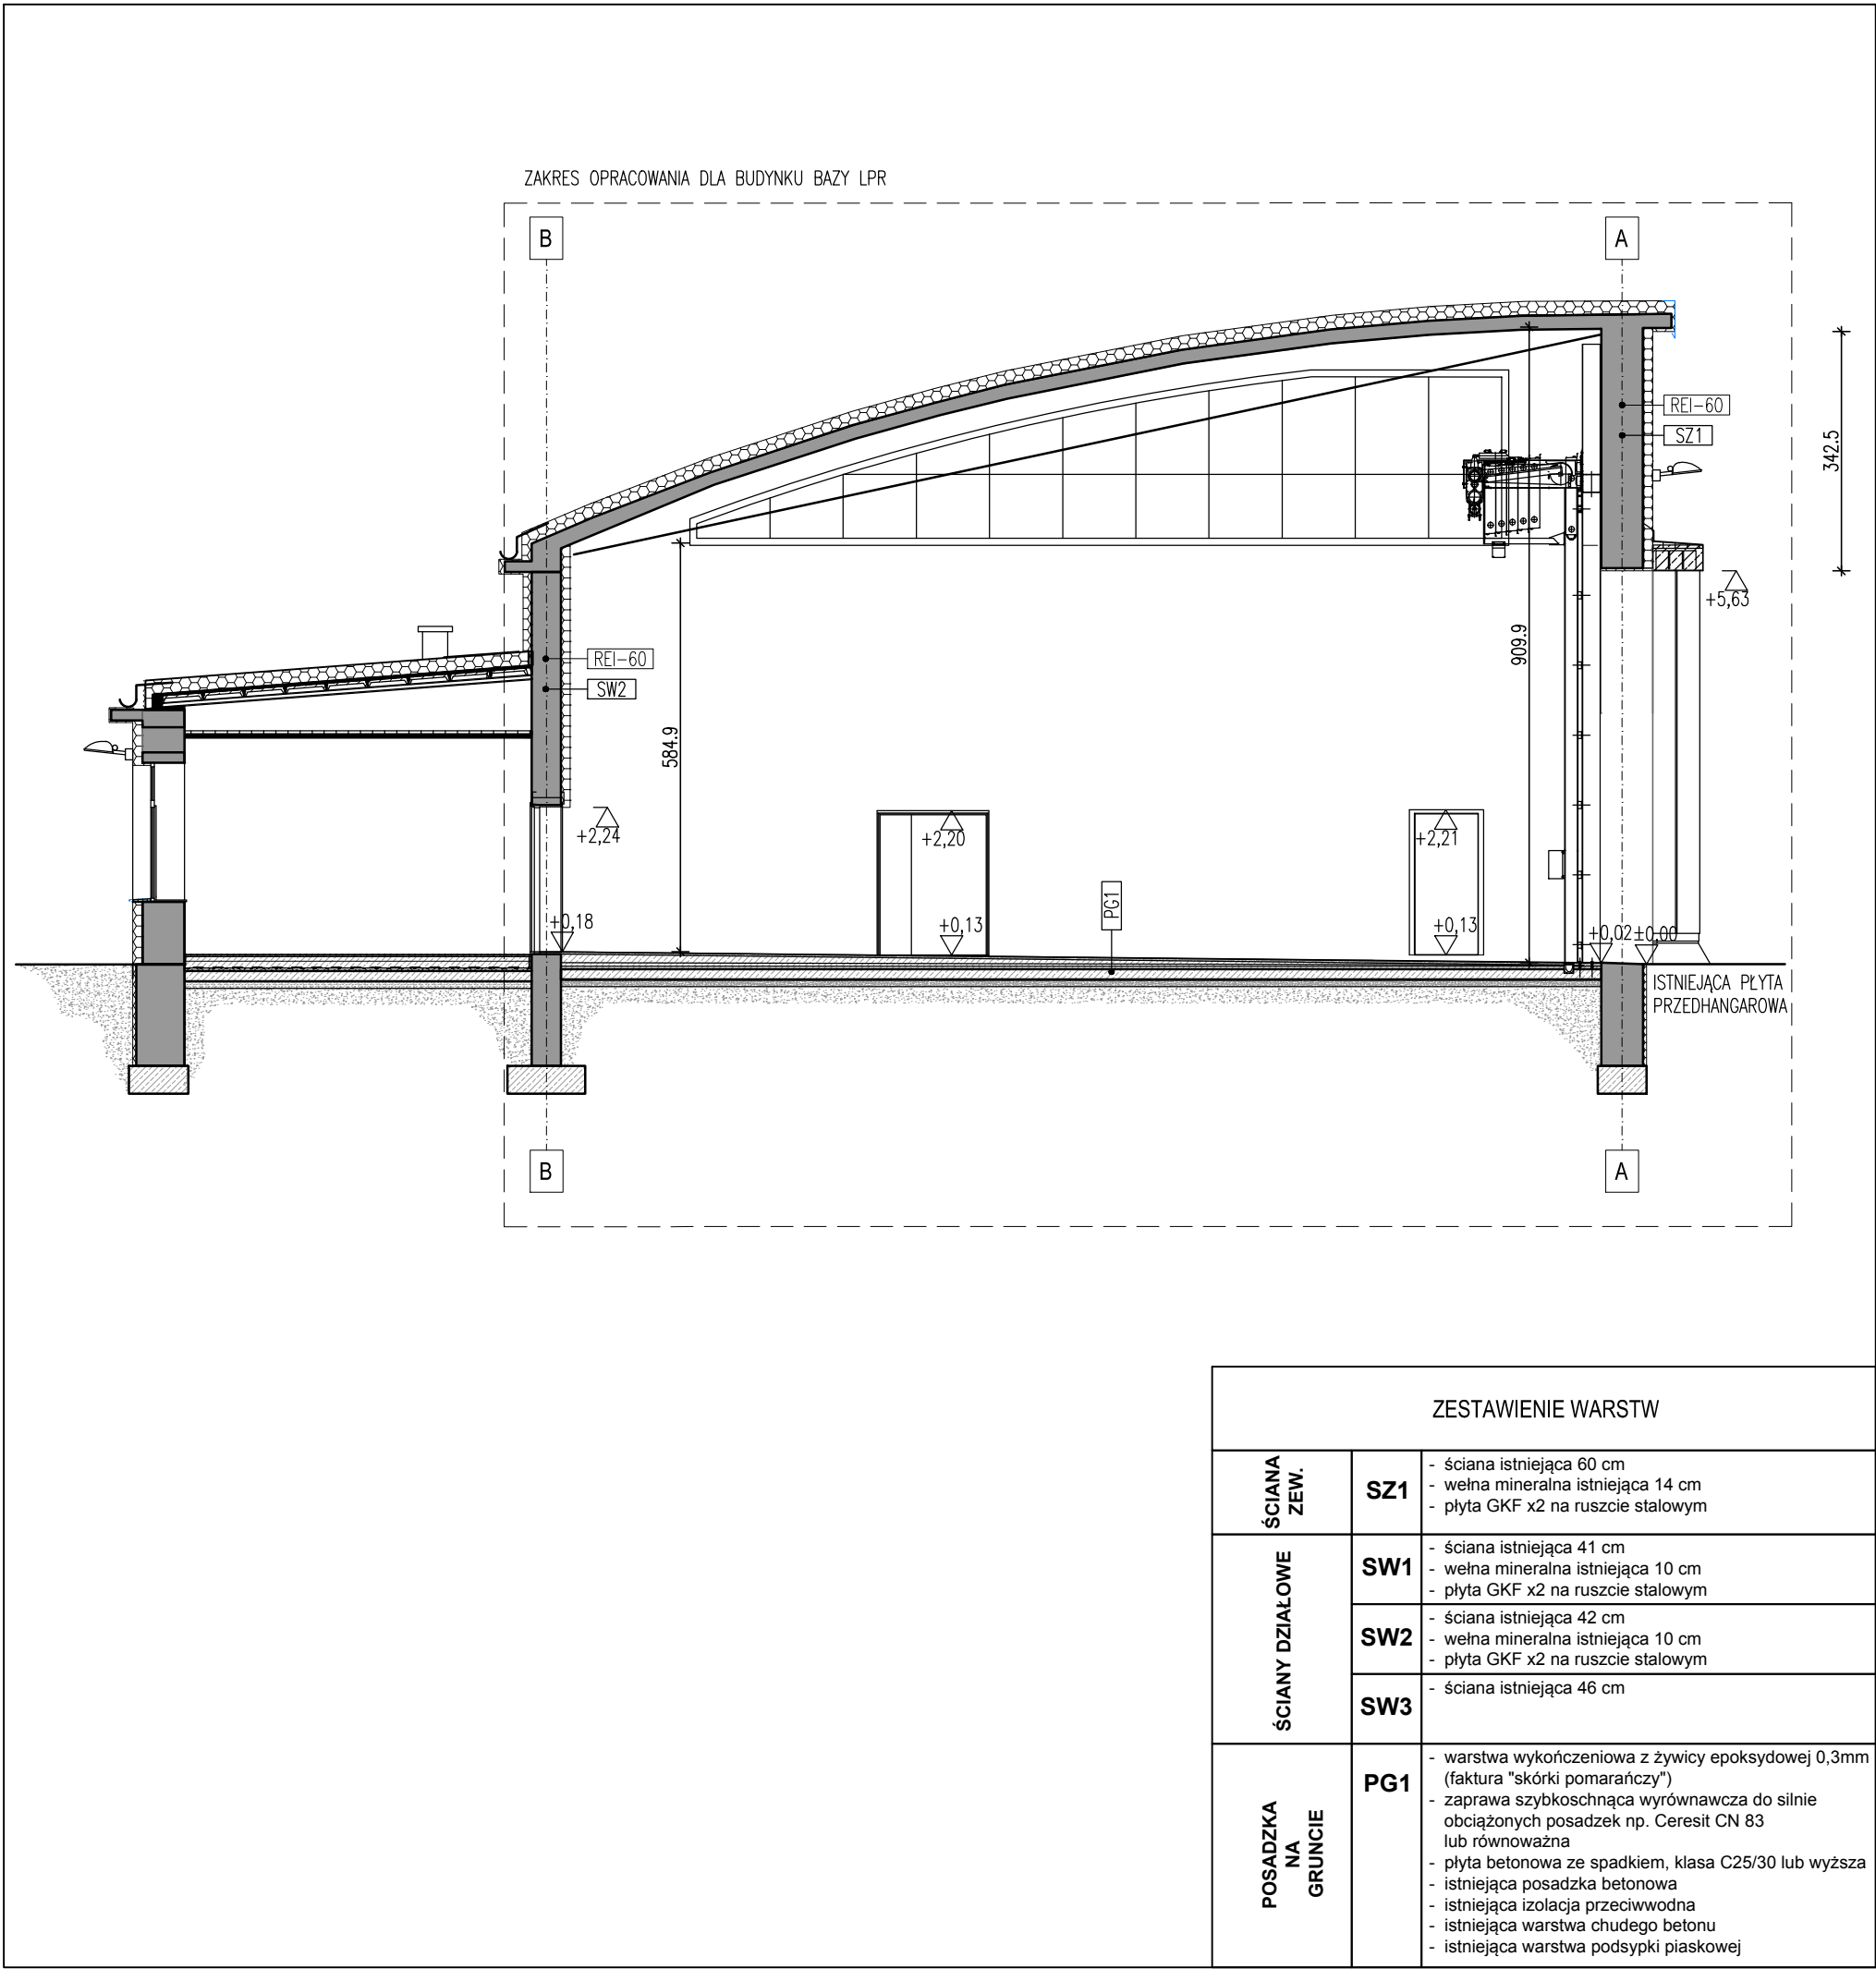 ZAKRES OPRACOWANIA DLA BUDYNKU BAZY LPR
B
A
REI-60
SZ1
342.5
+5,63
REI-60
SW2
909.9
584.9
+2,24
+2,20
+2,21
PG1
+0,18
+0,13
+0,13
+0,02
±0,00
ISTNIEJĄCA PŁYTA
PRZEDHANGAROWA
B
A
ZESTAWIENIE WARSTW
ŚCIANA
ZEW.
SZ1
- ściana istniejąca 60 cm
- wełna mineralna istniejąca 14 cm
- płyta GKF x2 na ruszcie stalowym
ŚCIANY DZIAŁOWE
SW1
- ściana istniejąca 41 cm
- wełna mineralna istniejąca 10 cm
- płyta GKF x2 na ruszcie stalowym
SW2
- ściana istniejąca 42 cm
- wełna mineralna istniejąca 10 cm
- płyta GKF x2 na ruszcie stalowym
SW3
- ściana istniejąca 46 cm
POSADZKA
NA
GRUNCIE
PG1
- warstwa wykończeniowa z żywicy epoksydowej 0,3mm
(faktura "skórki pomarańczy")
- zaprawa szybkoschnąca wyrównawcza do silnie
obciążonych posadzek np. Ceresit CN 83
lub równoważna
- płyta betonowa ze spadkiem, klasa C25/30 lub wyższa
- istniejąca posadzka betonowa
- istniejąca izolacja przeciwwodna
- istniejąca warstwa chudego betonu
- istniejąca warstwa podsypki piaskowej